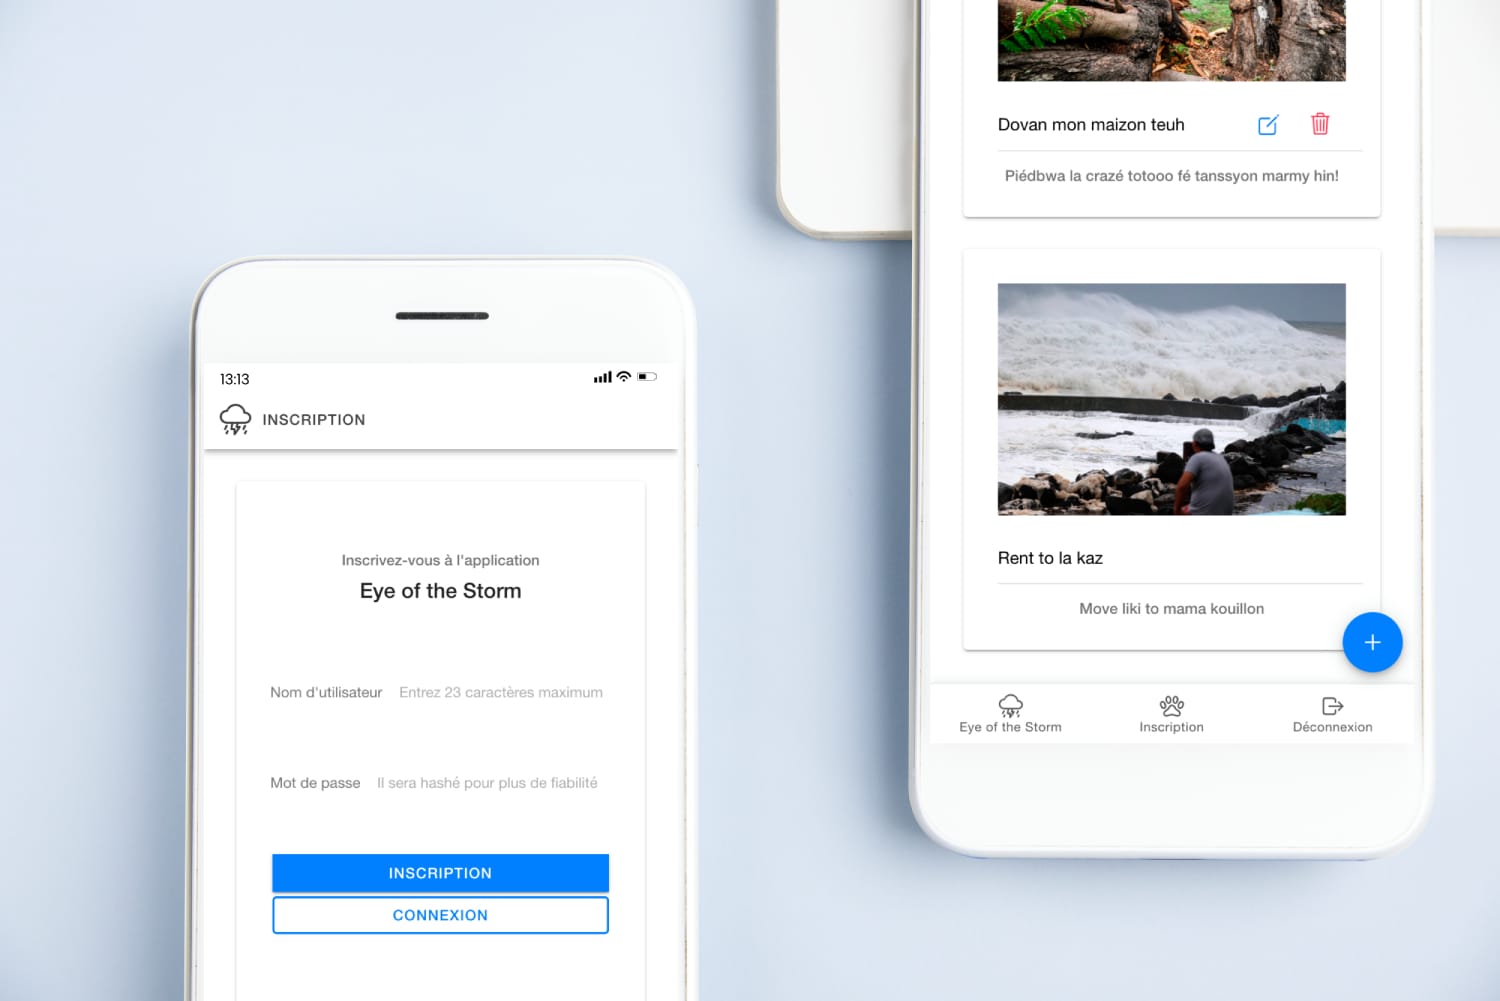 13:13
INSCRIPTION
Inscrivez-vous à l'application
Eye of the Storm
Nom d'utilisateur Entrez 23 caractères maximum
Mot de passe Il sera hashé pour plus de fiabilité
INSCRIPTION
CONNEXION
Dovan mon maizon teuh
Piédbwa la crazé totooo fé tanssyon marmy hin!
Rent to la kaz
Move liki to mama kouillon
+
Eye of the Storm
Inscription
Déconnexion